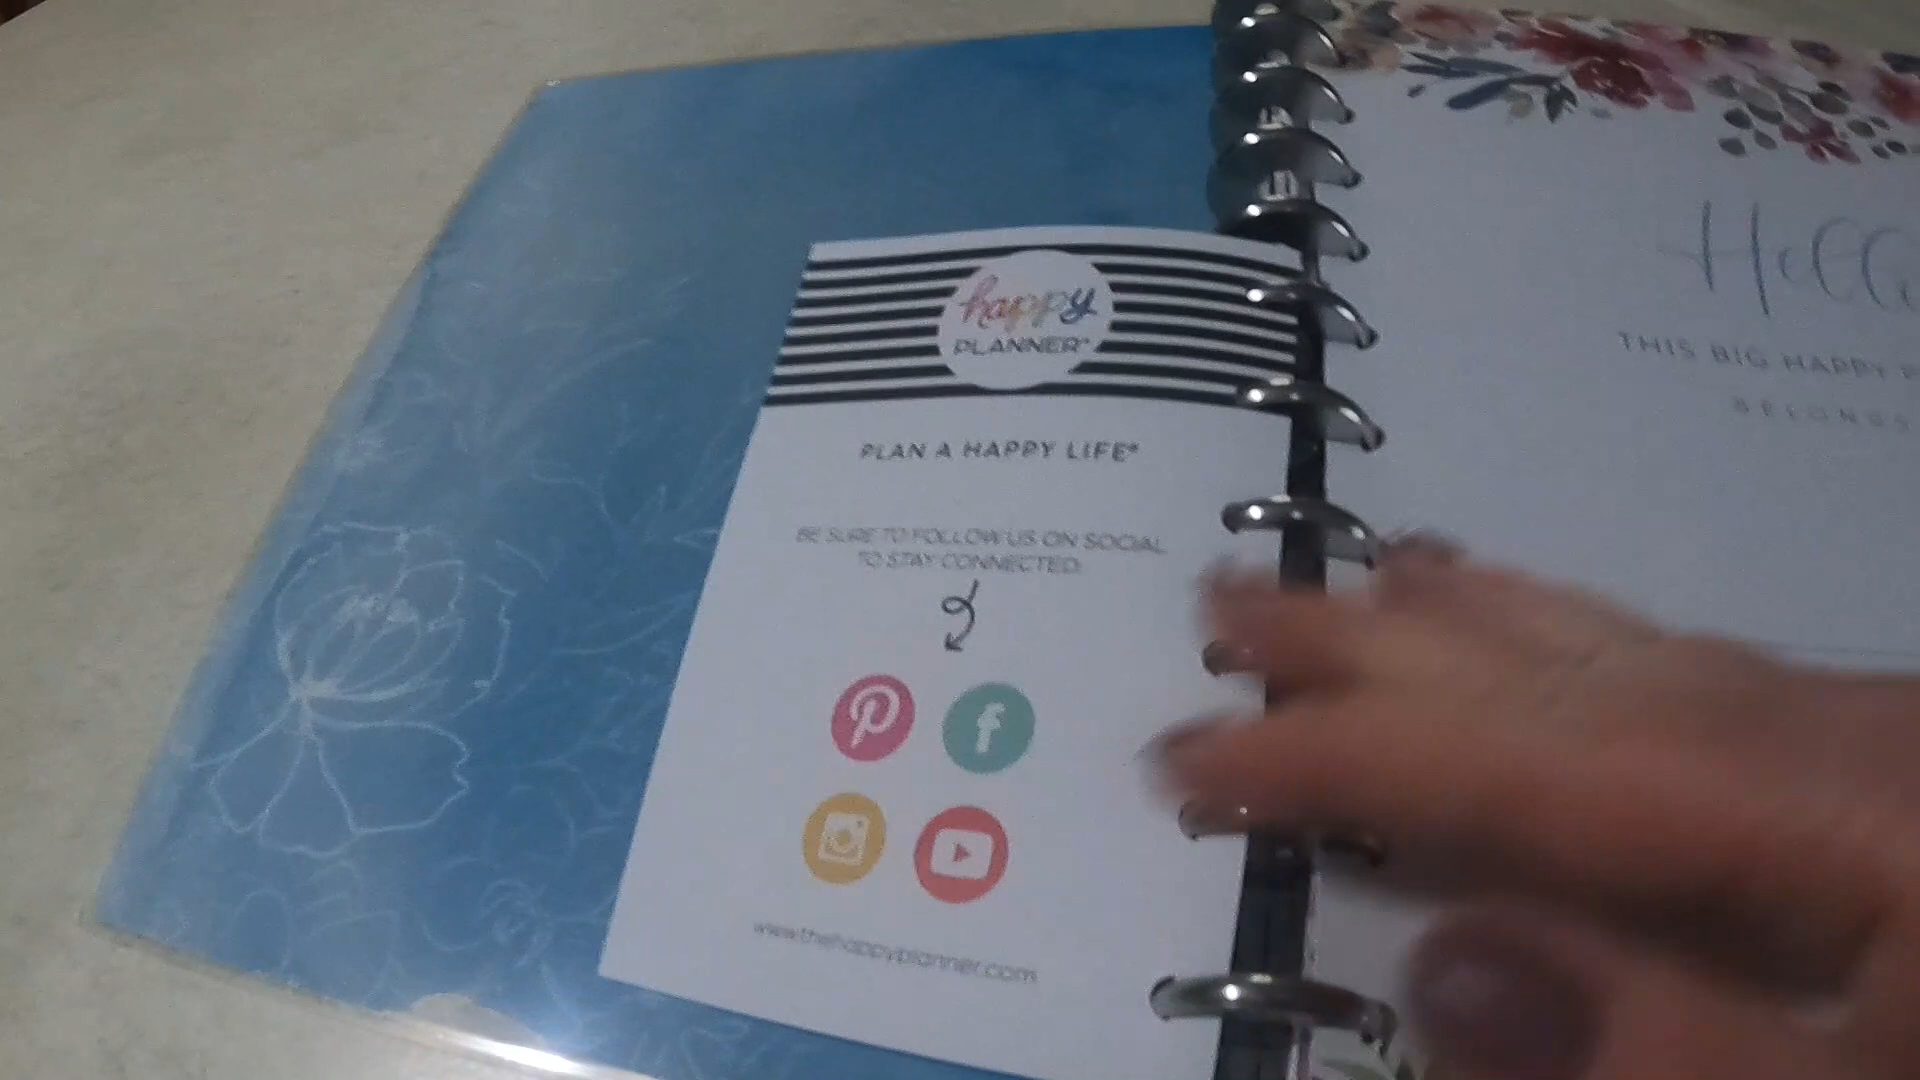 happy
PLANNER®
PLAN A HAPPY LIFE®
BE SURE TO FOLLOW US ON SOCIAL
TO STAY CONNECTED.
www.thehappyplanner.com
THIS BIG HAPPY
BELONGS